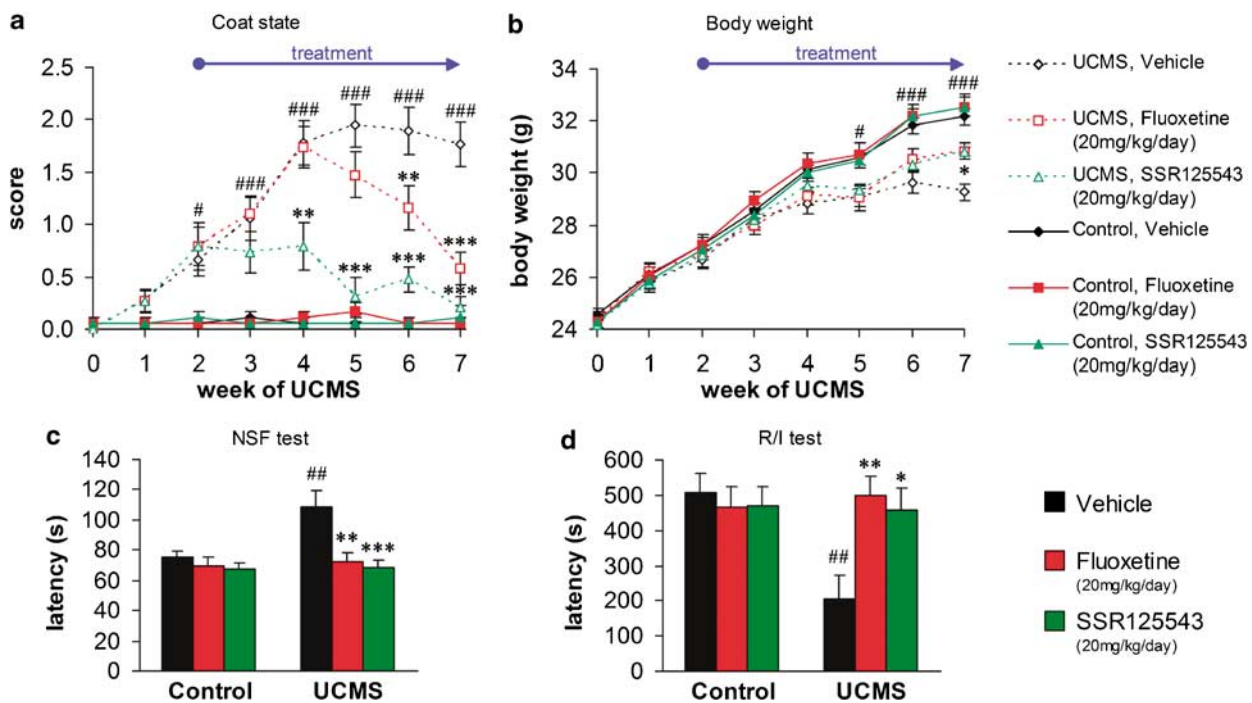 a
Coat state
treatment
2.5
2.0
1.5
1.0
0.5
0.0
score
#
###
###
###
###
###
**
**
***
***
***
***
0 1 2 3 4 5 6 7
week of UCMS
b
Body weight
treatment
34
32
30
28
26
24
body weight (g)
#
###
###
*
0 1 2 3 4 5 6 7
week of UCMS
UCMS, Vehicle
UCMS, Fluoxetine
(20mg/kg/day)
UCMS, SSR125543
(20mg/kg/day)
Control, Vehicle
Control, Fluoxetine
(20mg/kg/day)
Control, SSR125543
(20mg/kg/day)
c
NSF test
140
120
100
80
60
40
20
0
latency (s)
##
**
***
Control UCMS
d
R/I test
600
500
400
300
200
100
0
latency (s)
##
**
*
Control UCMS
Vehicle
Fluoxetine
(20mg/kg/day)
SSR125543
(20mg/kg/day)